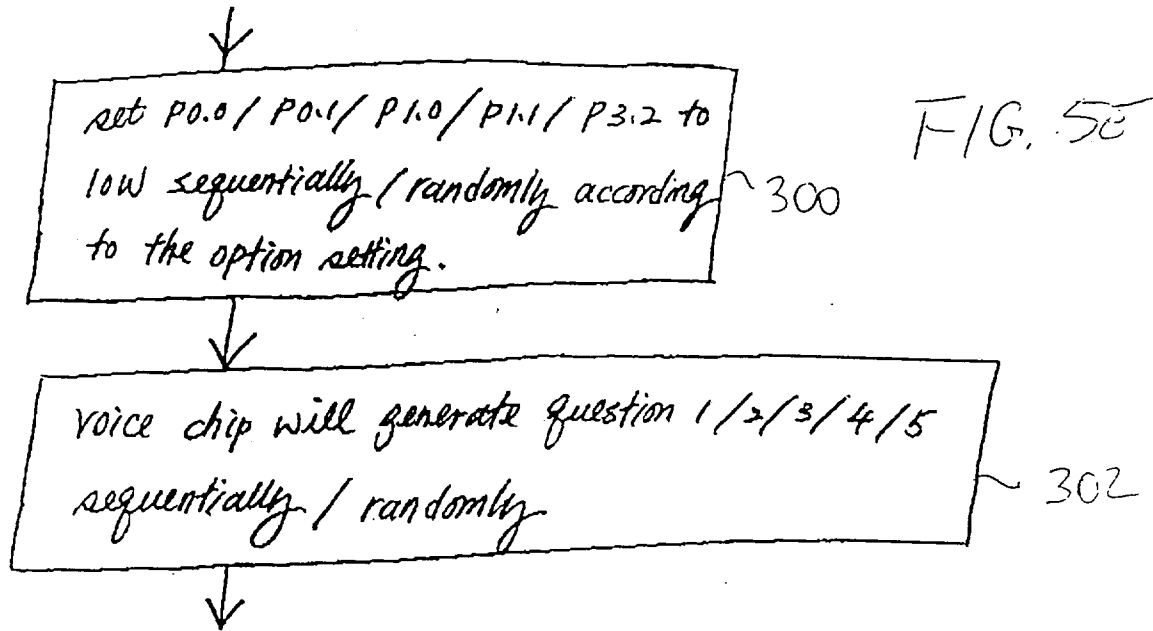 set P0.0/ P0.1/ P1.0/ P1.1/ P3.2 to
low sequentially / randomly according
to the option setting.
300
FIG. 5E
voice chip will generate question 1/2/3/4/5
sequentially / randomly
302